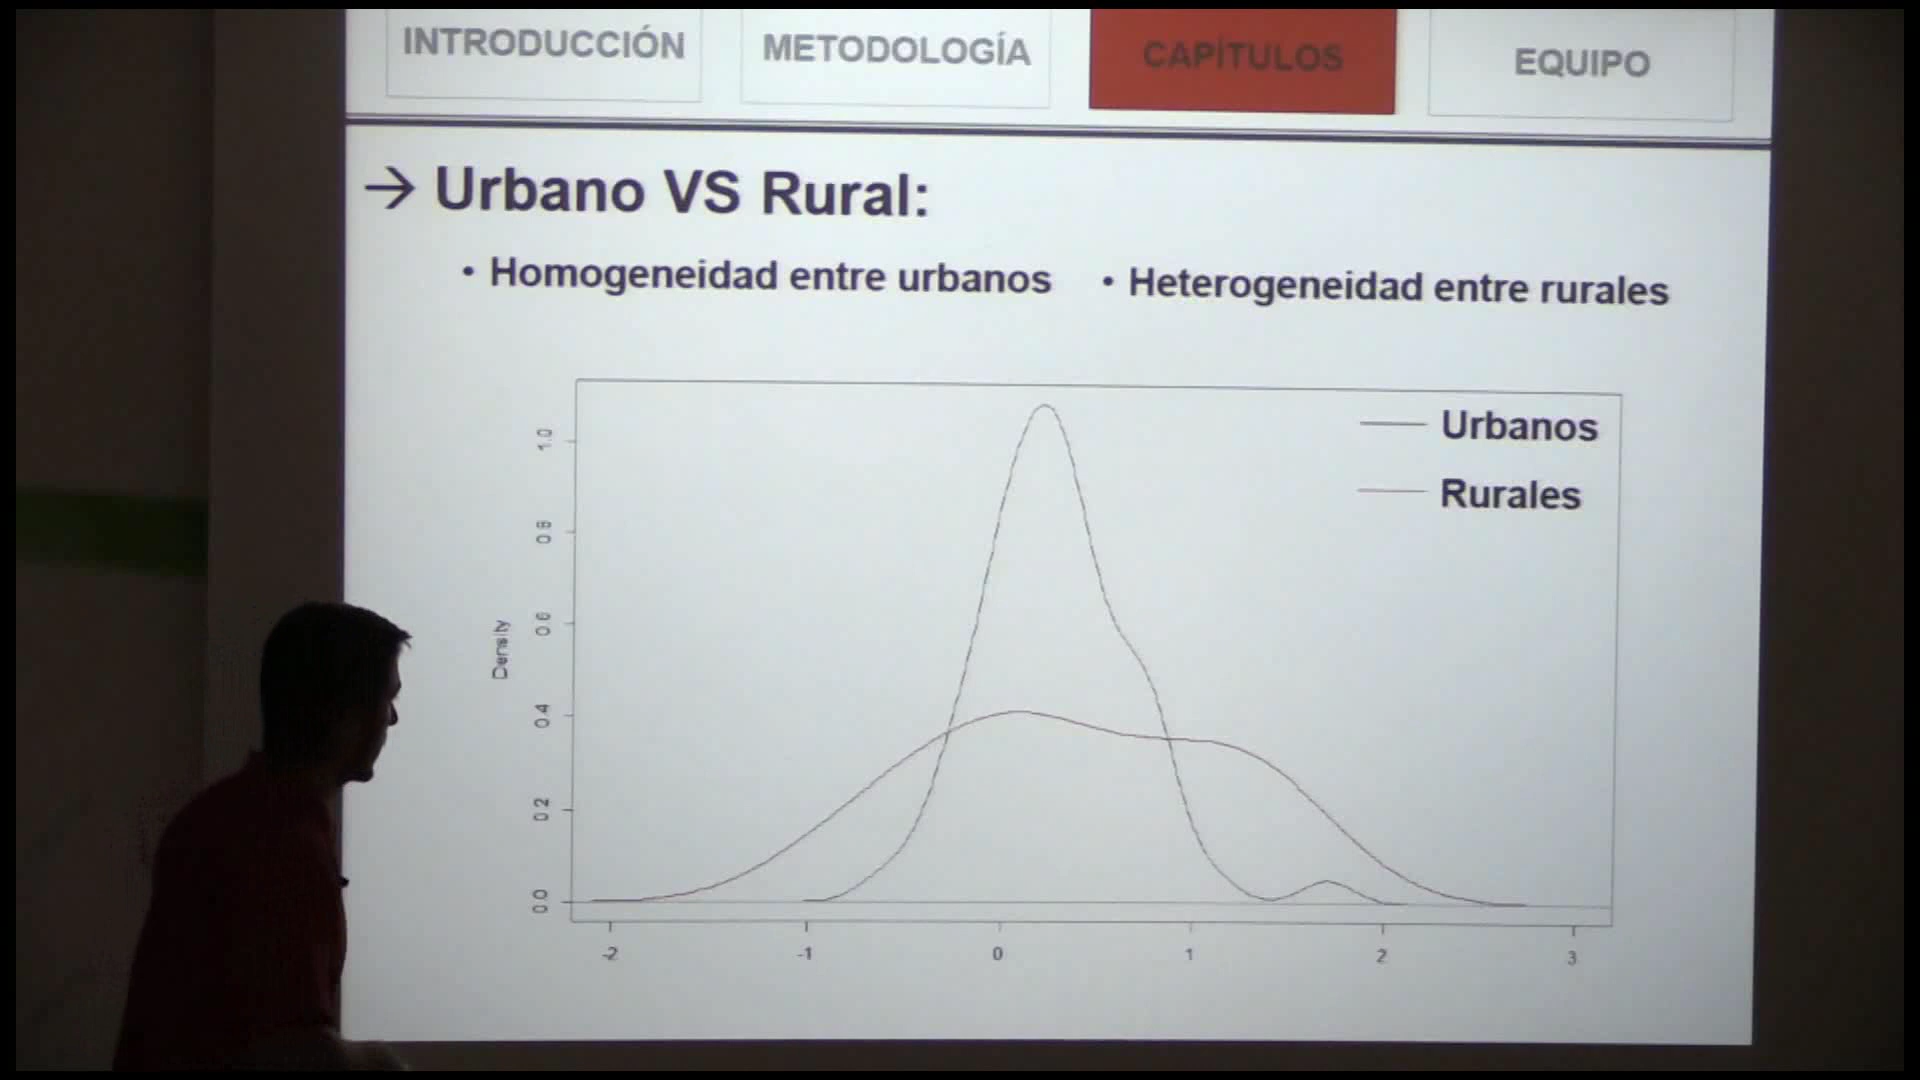 INTRODUCCIÓN
METODOLOGÍA
CAPÍTULOS
EQUIPO
→ Urbano VS Rural:
• Homogeneidad entre urbanos
• Heterogeneidad entre rurales
Urbanos
Rurales
Density
1.0
0.8
0.6
0.4
0.2
0.0
-2 -1 0 1 2 3